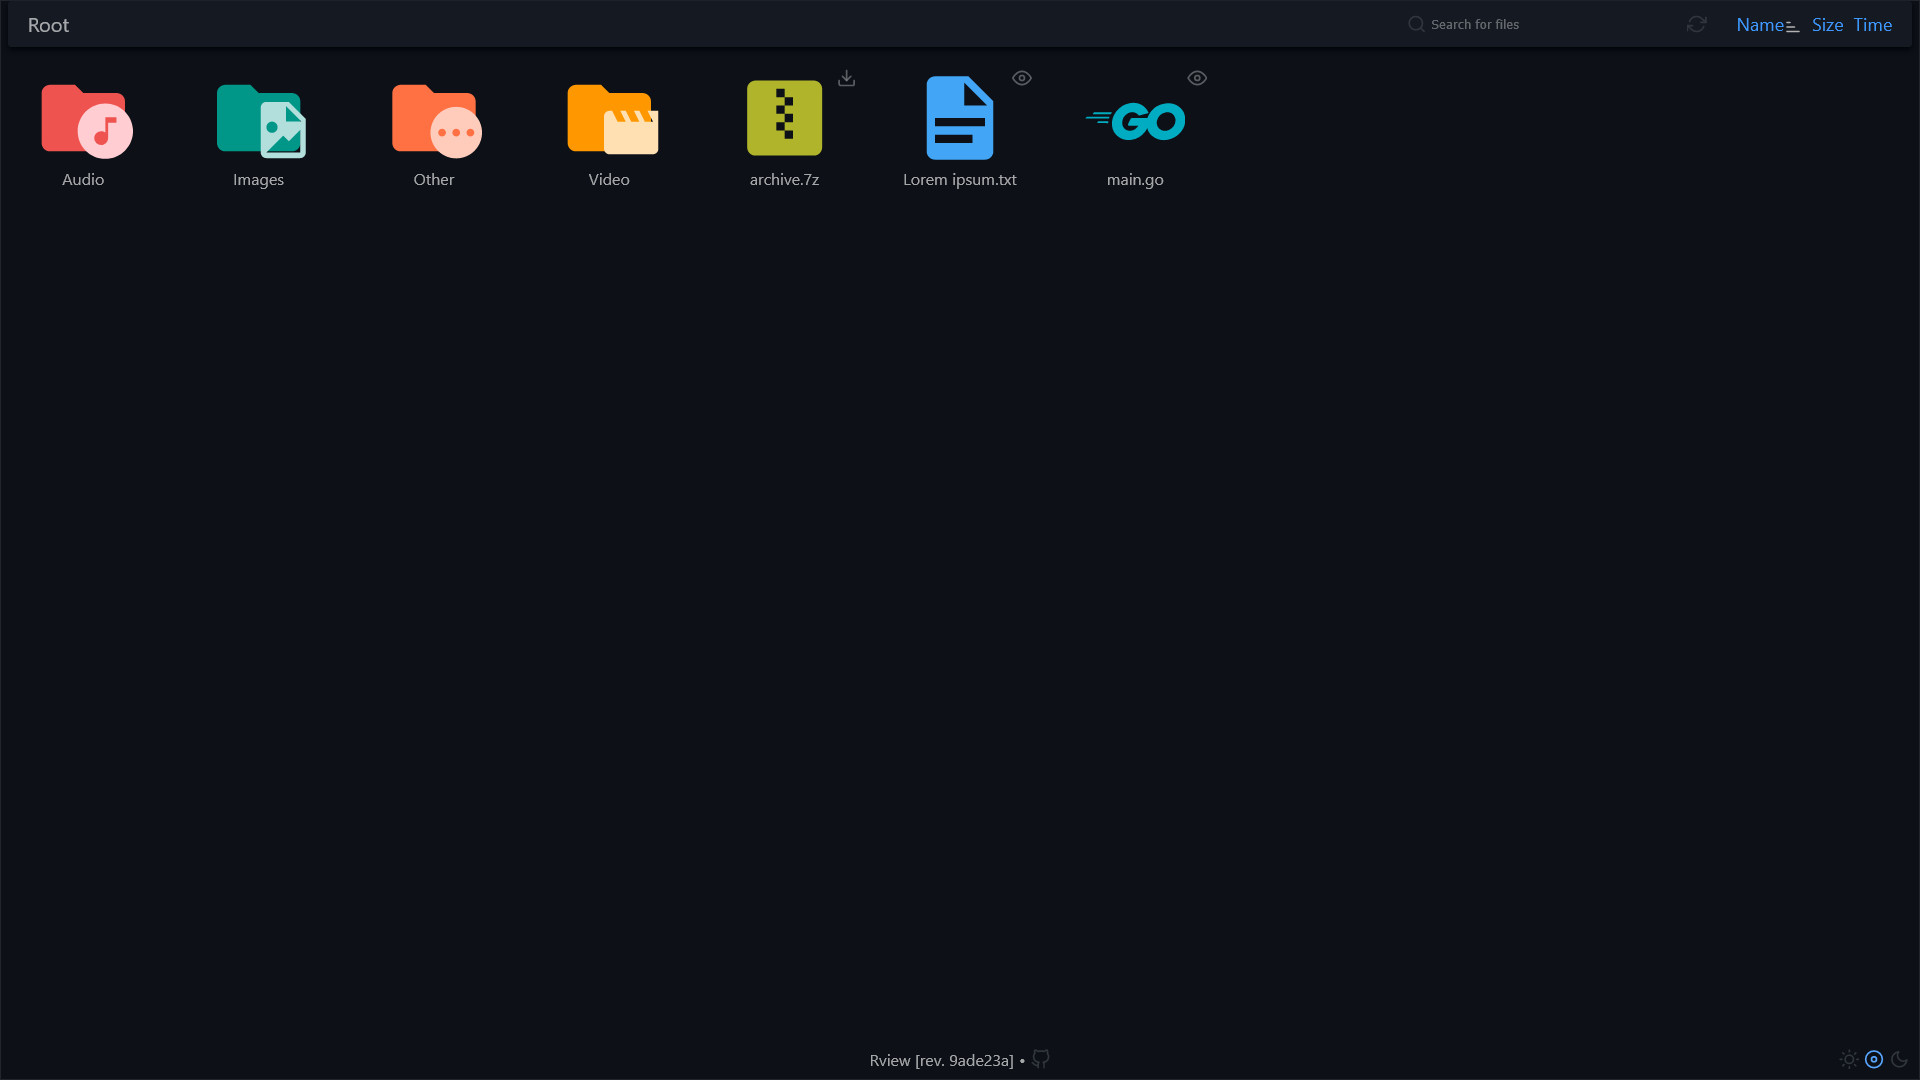 Root
Search for files
Name Size Time
GO
Audio
Images
Other
Video
archive.7z
Lorem ipsum.txt
main.go
Rview [rev. 9ade23a] •